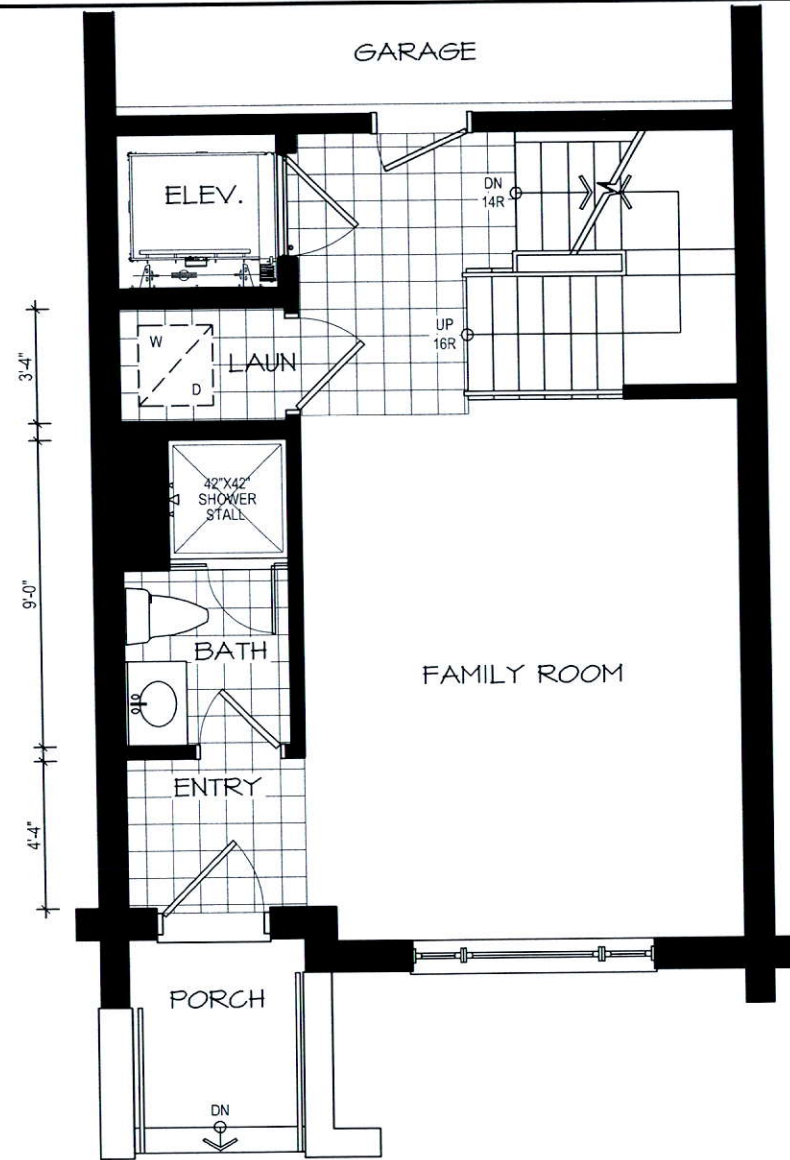 GARAGE
ELEV.
DN
14R
UP
16R
3'-4"
W
D
LAUN
42"X42"
SHOWER
STALL
9'-0"
BATH
FAMILY ROOM
ENTRY
4'-4"
PORCH
DN